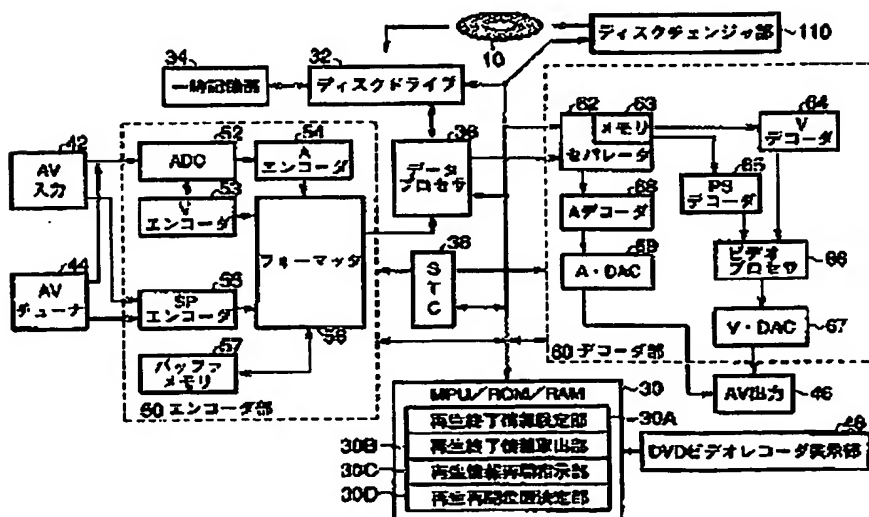 10
ディスクチェンジャ部
110
34
一時記憶部
32
ディスクドライブ
42
AV
入力
44
AV
チューナ
52
ADC
54
A
エンコーダ
53
V
エンコーダ
55
SP
エンコーダ
フォーマッタ
56
57
バッファ
メモリ
50 エンコーダ部
36
データ
プロセサ
38
STC
62
63
メモリ
セパレータ
64
V
デコーダ
65
デコーダ
68
Aデコーダ
69
A・DAC
ビデオ
プロセサ
66
V・DAC
67
60 デコーダ部
AV出力
46
MPU/ROM/RAM
30
再生終了情報設定部
30A
30B
再生終了情報取出部
30C
再生情報再開指示部
30D
再生再開位置決定部
48
DVDビデオレコーダ表示部